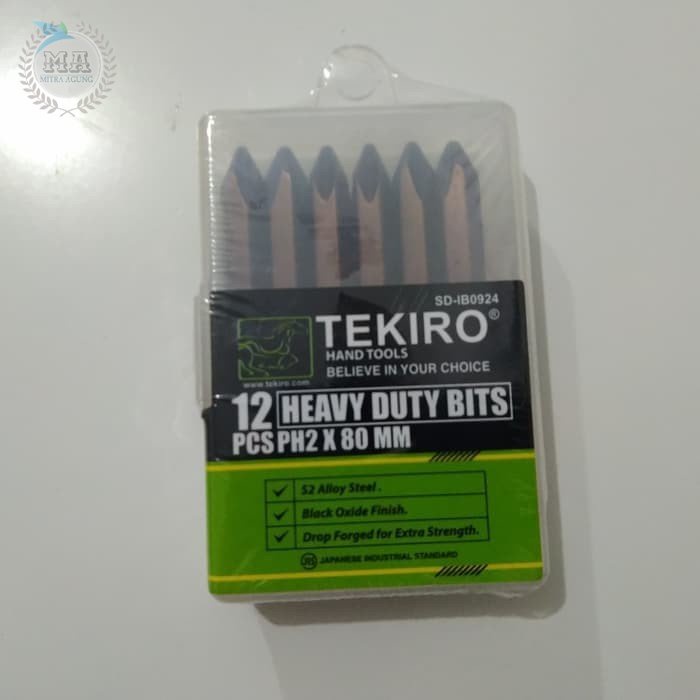 MA
MITRA AGUNG
SD-IB0924
TEKIRO®
HAND TOOLS
BELIEVE IN YOUR CHOICE
www.tekiro.com
12 HEAVY DUTY BITS
PCS PH2 X 80 MM
S2 Alloy Steel .
Black Oxide Finish.
Drop Forged for Extra Strength.
JIS JAPANESE INDUSTRIAL STANDARD